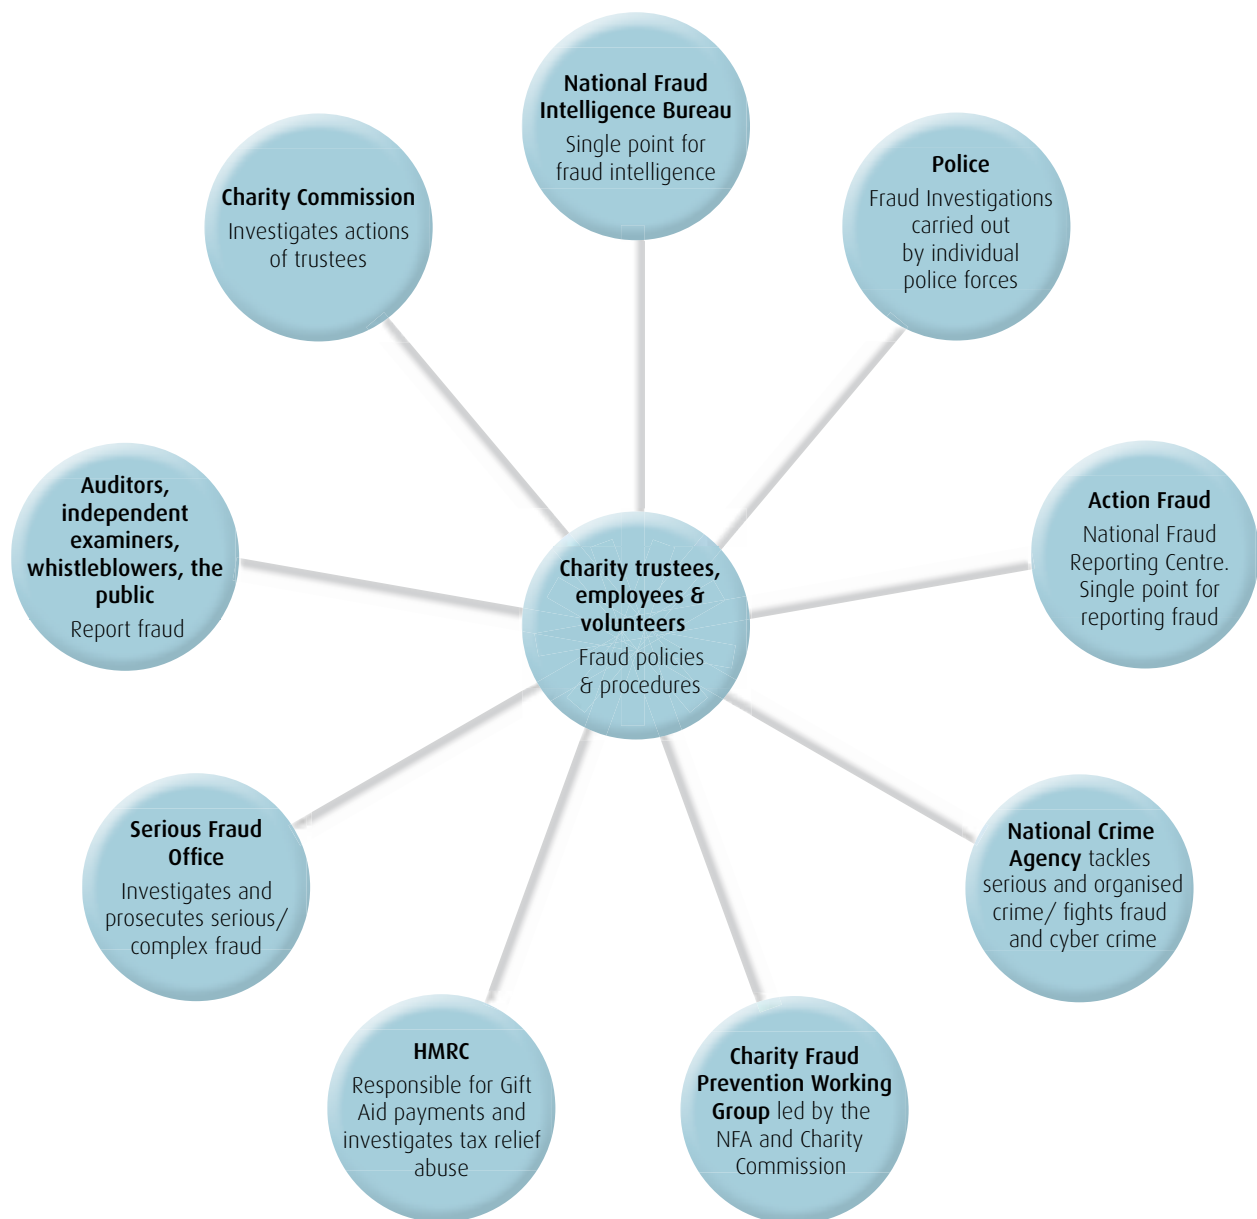 National Fraud
Intelligence Bureau
Single point for
fraud intelligence
Police
Fraud Investigations
carried out
by individual
police forces
Charity Commission
Investigates actions
of trustees
Action Fraud
National Fraud
Reporting Centre.
Single point for
reporting fraud
Auditors,
independent
examiners,
whistleblowers, the
public
Report fraud
Charity trustees,
employees &
volunteers
Fraud policies
& procedures
National Crime
Agency tackles
serious and organised
crime/ fights fraud
and cyber crime
Serious Fraud
Office
Investigates and
prosecutes serious/
complex fraud
HMRC
Responsible for Gift
Aid payments and
investigates tax relief
abuse
Charity Fraud
Prevention Working
Group led by the
NFA and Charity
Commission